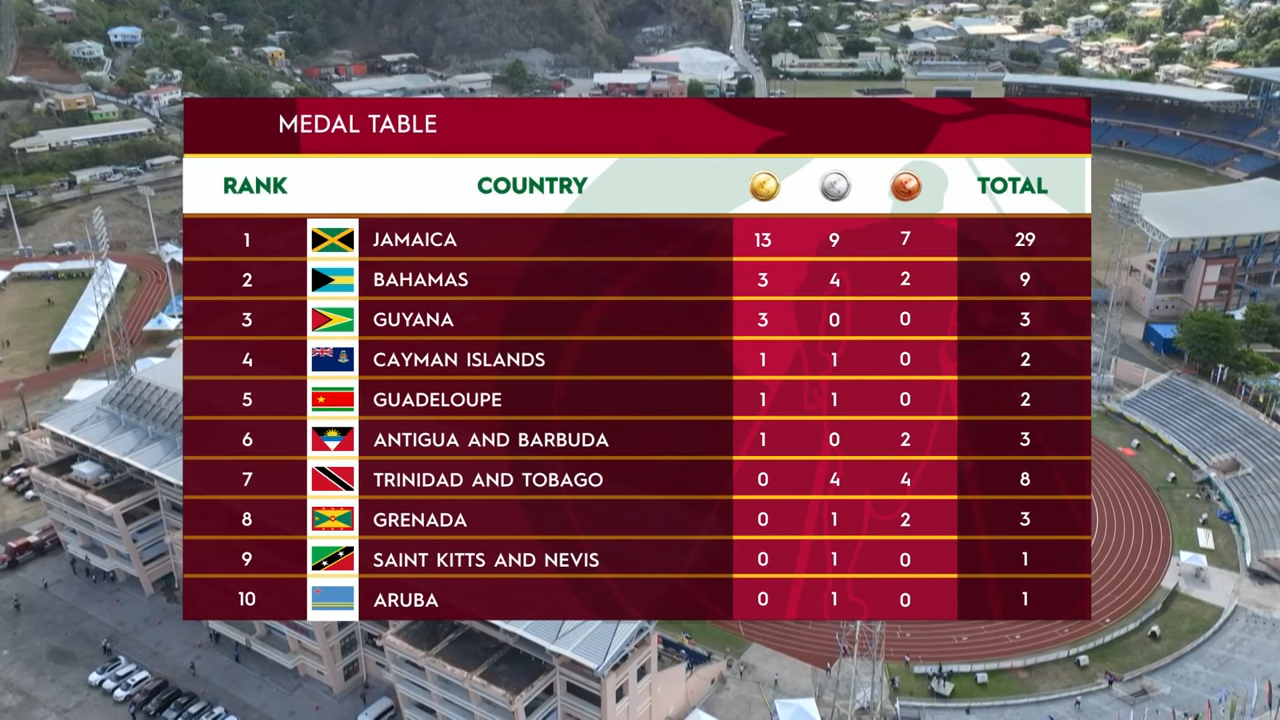 MEDAL TABLE
RANK COUNTRY TOTAL
1 JAMAICA 13 9 7 29
2 BAHAMAS 3 4 2 9
3 GUYANA 3 0 0 3
4 CAYMAN ISLANDS 1 1 0 2
5 GUADELOUPE 1 1 0 2
6 ANTIGUA AND BARBUDA 1 0 2 3
7 TRINIDAD AND TOBAGO 0 4 4 8
8 GRENADA 0 1 2 3
9 SAINT KITTS AND NEVIS 0 1 0 1
10 ARUBA 0 1 0 1